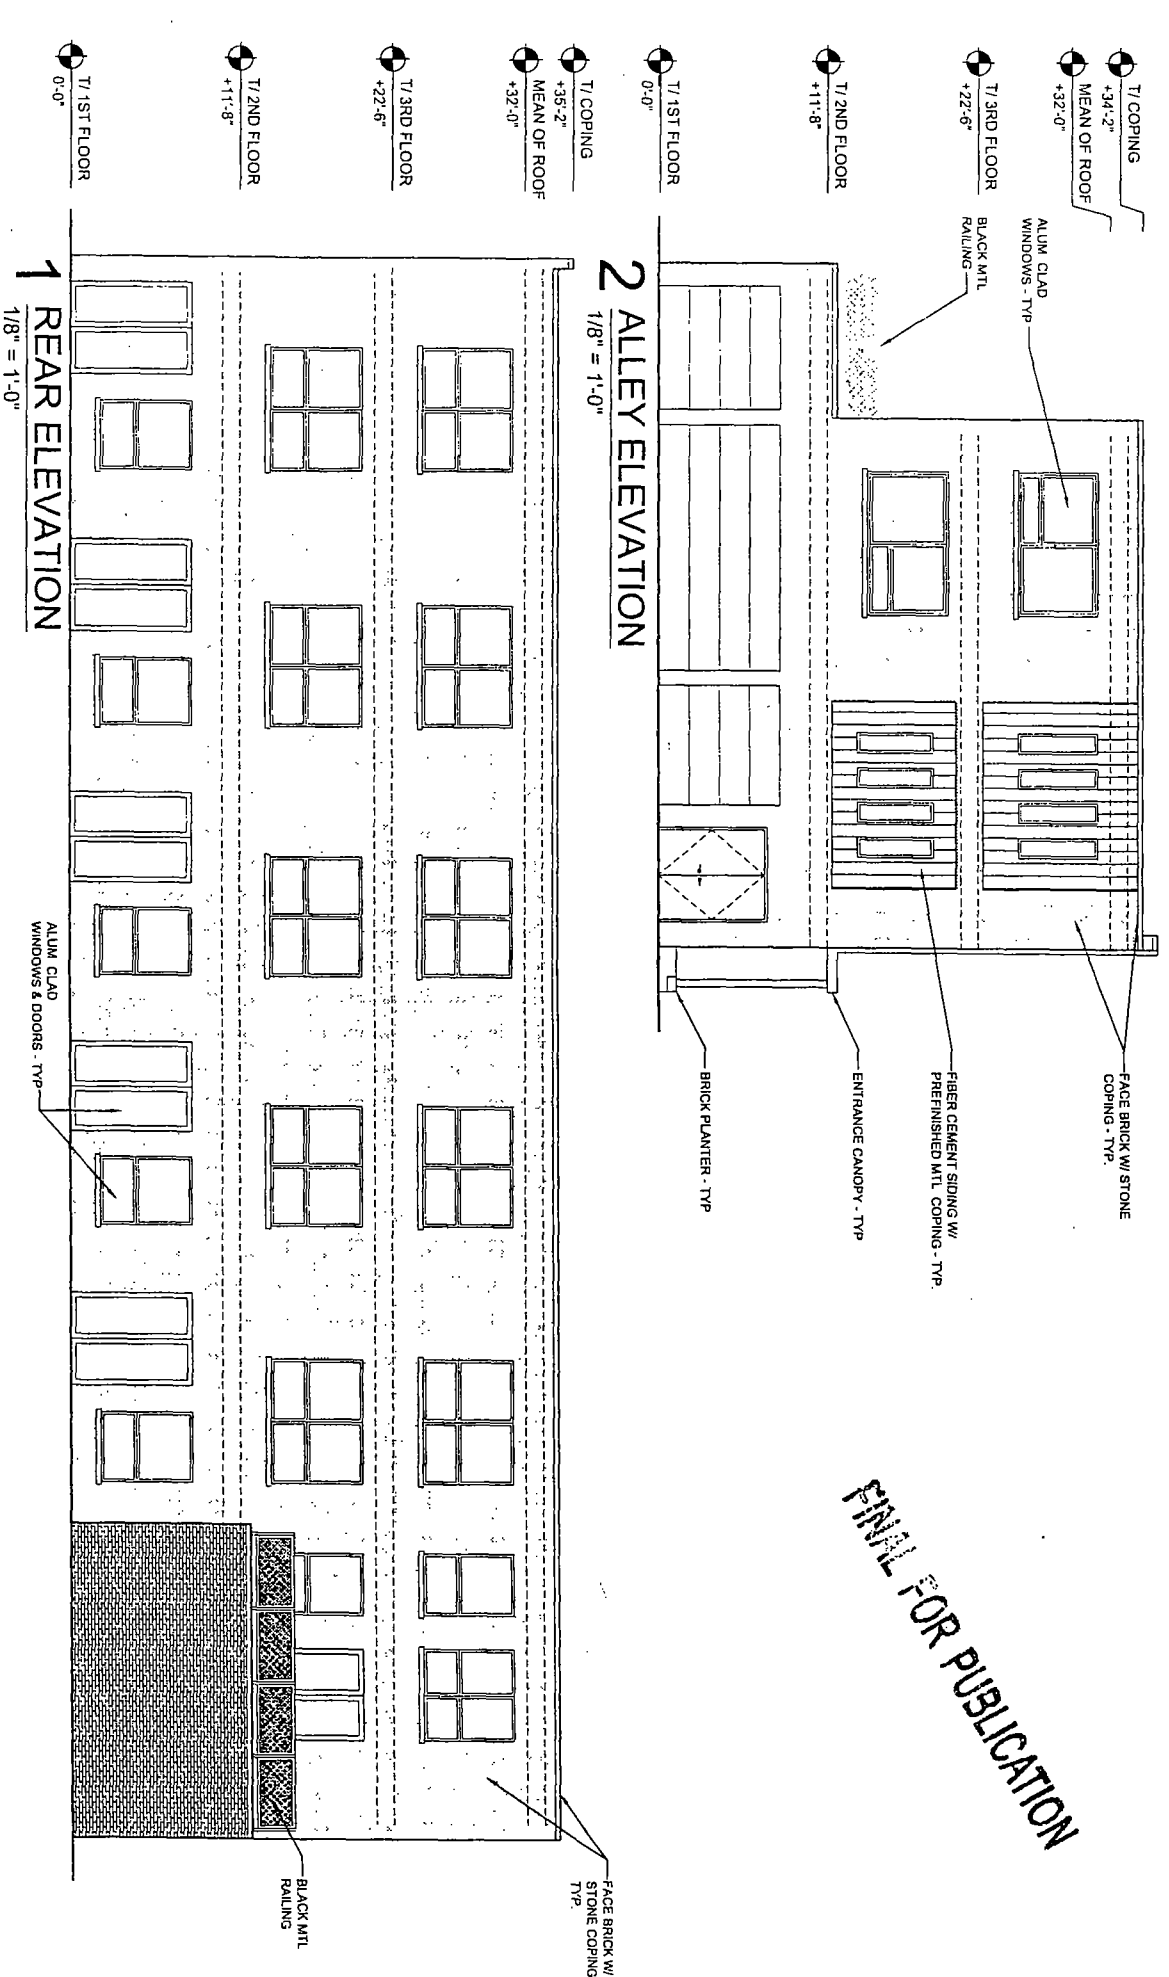 T/ COPING
+34'-2"
MEAN OF ROOF
+32'-0"
T/ 3RD FLOOR
+22'-6"
T/ 2ND FLOOR
+11'-8"
T/ 1ST FLOOR
0'-0"
ALUM CLAD
WINDOWS - TYP
BLACK MTL
RAILING
FACE BRICK W/ STONE
COPING - TYP.
FIBER CEMENT SIDING W/
PREFINISHED MTL COPING - TYP.
ENTRANCE CANOPY - TYP
BRICK PLANTER - TYP
2 ALLEY ELEVATION
1/8" = 1'-0"
FINAL FOR PUBLICATION
T/ COPING
+35'-2"
MEAN OF ROOF
+32'-0"
T/ 3RD FLOOR
+22'-6"
T/ 2ND FLOOR
+11'-8"
T/ 1ST FLOOR
0'-0"
FACE BRICK W/
STONE COPING
TYP.
BLACK MTL
RAILING
ALUM CLAD
WINDOWS & DOORS - TYP
1 REAR ELEVATION
1/8" = 1'-0"